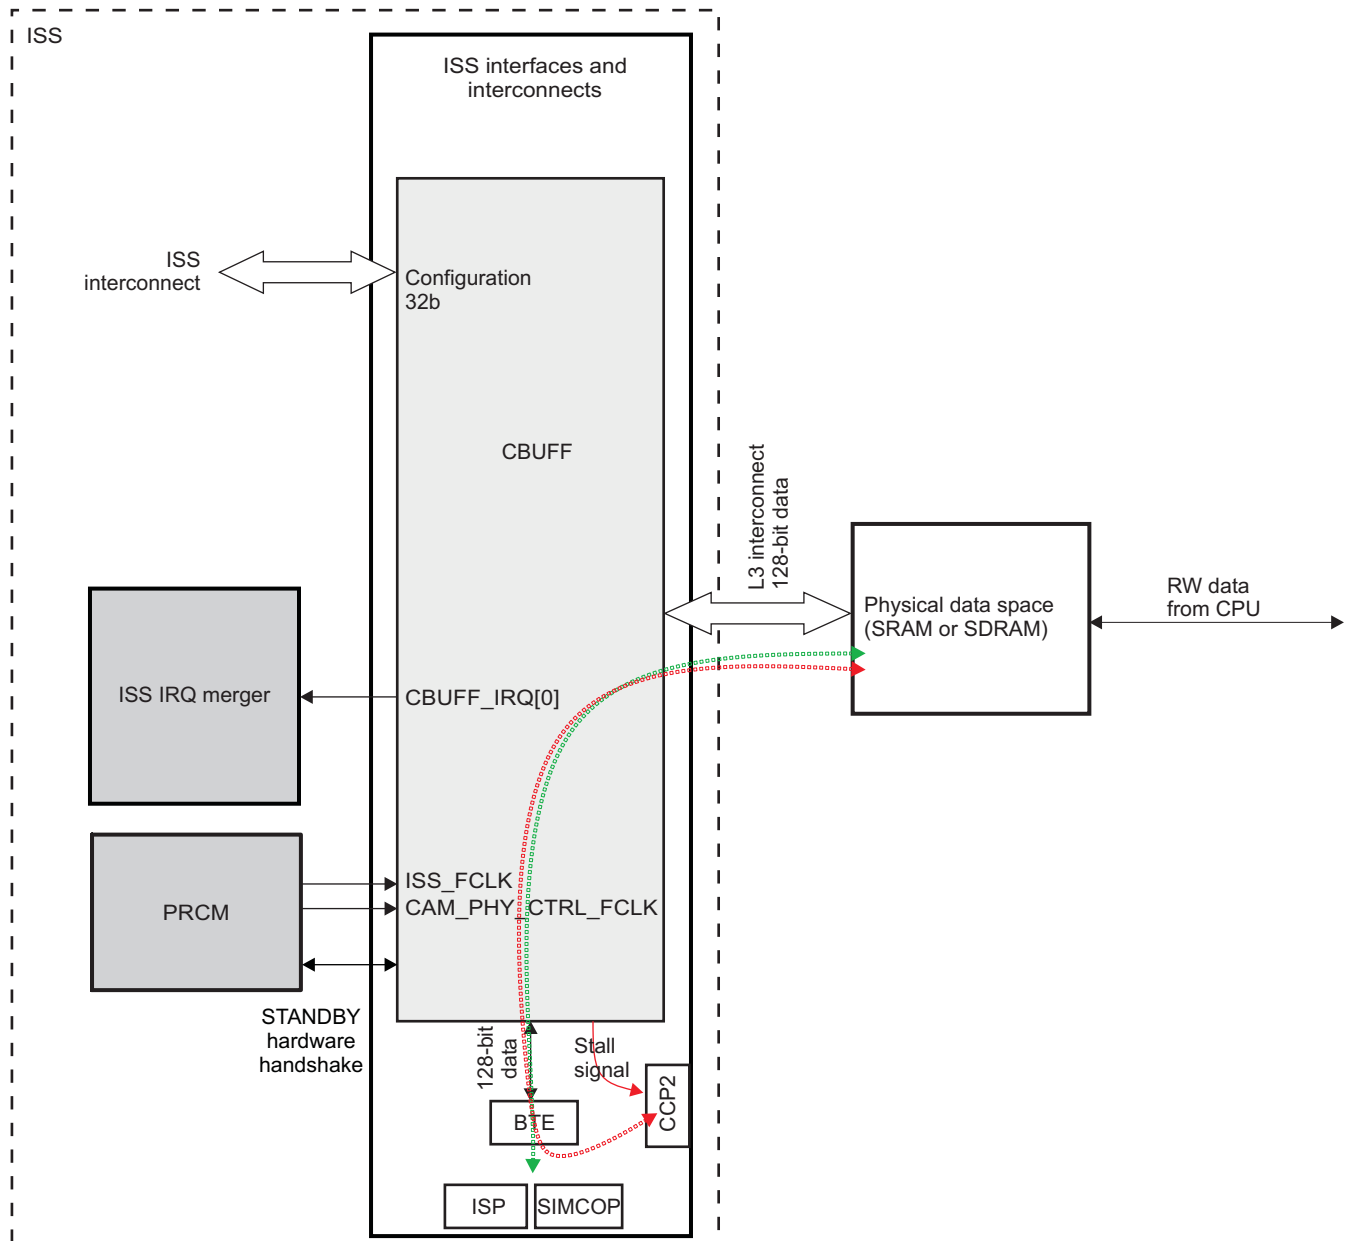 ISS
ISS interfaces and
interconnects
ISS
interconnect
Configuration
32b
CBUFF
L3 interconnect
128-bit data
Physical data space
(SRAM or SDRAM)
RW data
from CPU
ISS IRQ merger
CBUFF_IRQ[0]
PRCM
ISS_FCLK
CAM_PHY_CTRL_FCLK
STANDBY
hardware
handshake
128-bit
data
Stall
signal
CCP2
BTE
ISP
SIMCOP